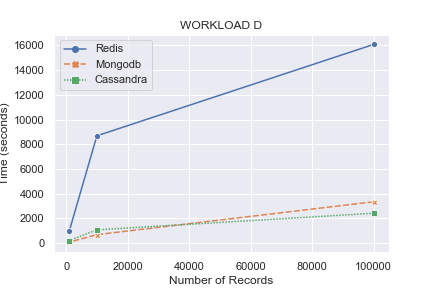 WORKLOAD D
Redis
Mongodb
Cassandra
16000
14000
12000
10000
8000
6000
4000
2000
0
Time (seconds)
0 20000 40000 60000 80000 100000
Number of Records